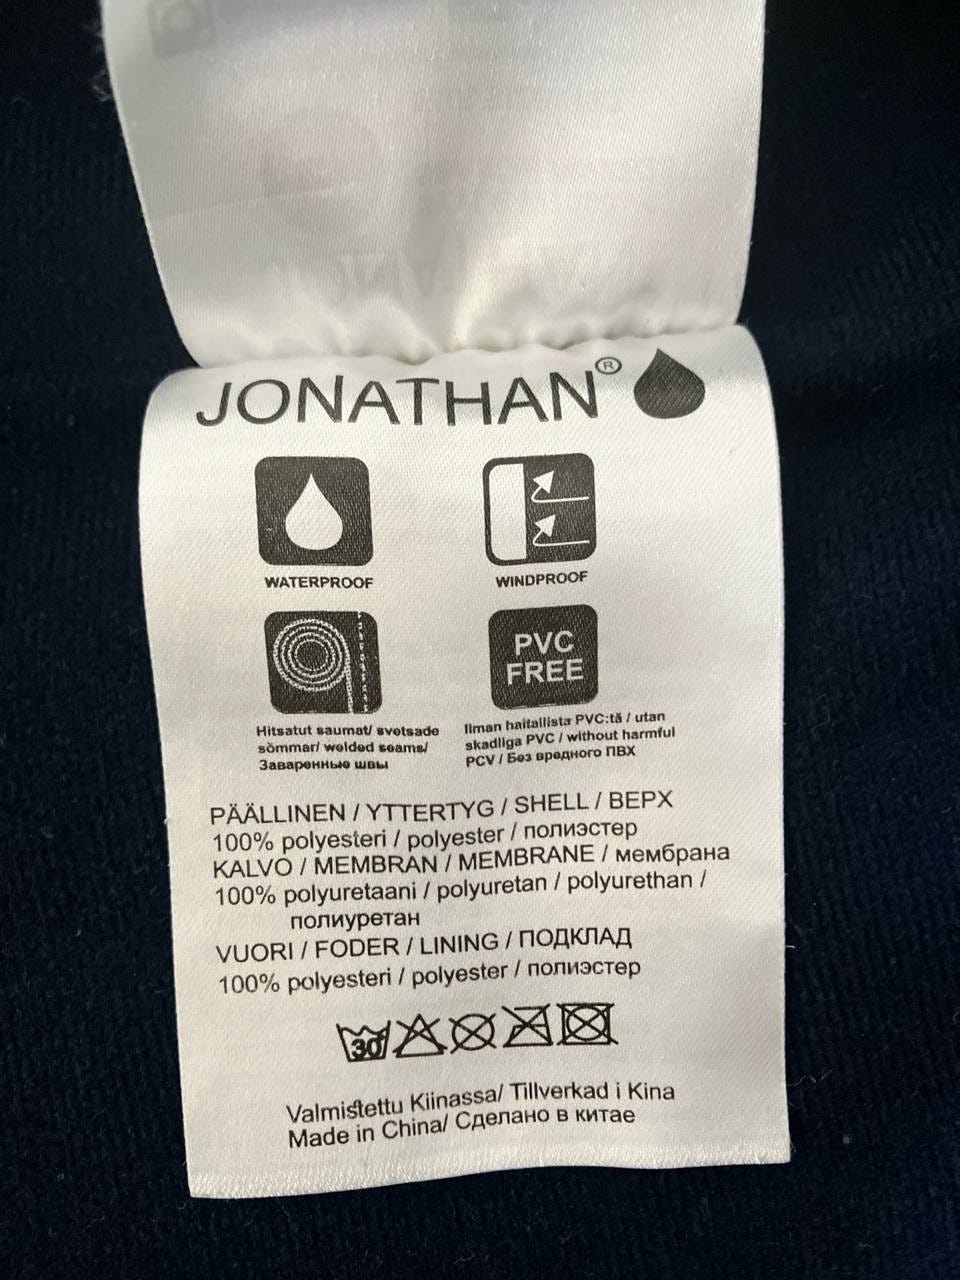 JONATHAN®
WATERPROOF
WINDPROOF
PVC
FREE
Hitsatut saumat/ svetsade
sömmar/ welded seams/
Заваренные швы
Ilman haitallista PVC:tä / utan
skadliga PVC / without harmful
PCV / Без вредного ПВХ
PÄÄLLINEN / YTTERTYG / SHELL / ВЕРХ
100% polyesteri / polyester / полиэстер
KALVO / MEMBRAN / MEMBRANE / мембрана
100% polyuretaani / polyuretan / polyurethan /
полиуретан
VUORI / FODER / LINING / ПОДКЛАД
100% polyesteri / polyester / полиэстер
30
Valmistettu Kiinassa/ Tillverkad i Kina
Made in China/ Сделано в китае